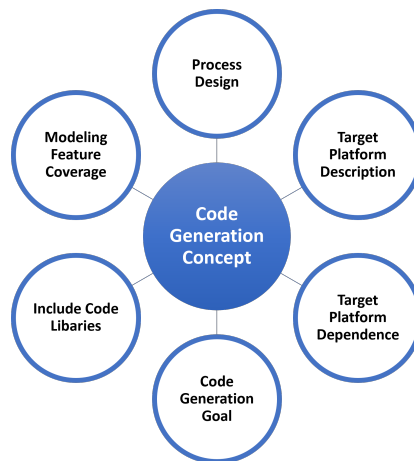 Process
Design
Modeling
Feature
Coverage
Target
Platform
Description
Code
Generation
Concept
Include Code
Libaries
Target
Platform
Dependence
Code
Generation
Goal